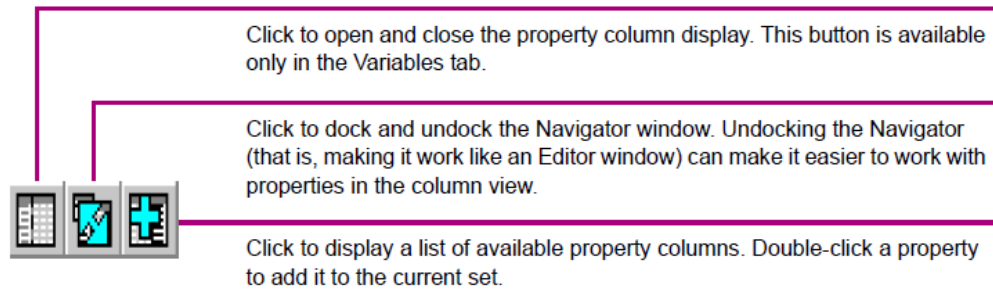 Click to open and close the property column display. This button is available
only in the Variables tab.
Click to dock and undock the Navigator window. Undocking the Navigator
(that is, making it work like an Editor window) can make it easier to work with
properties in the column view.
Click to display a list of available property columns. Double-click a property
to add it to the current set.